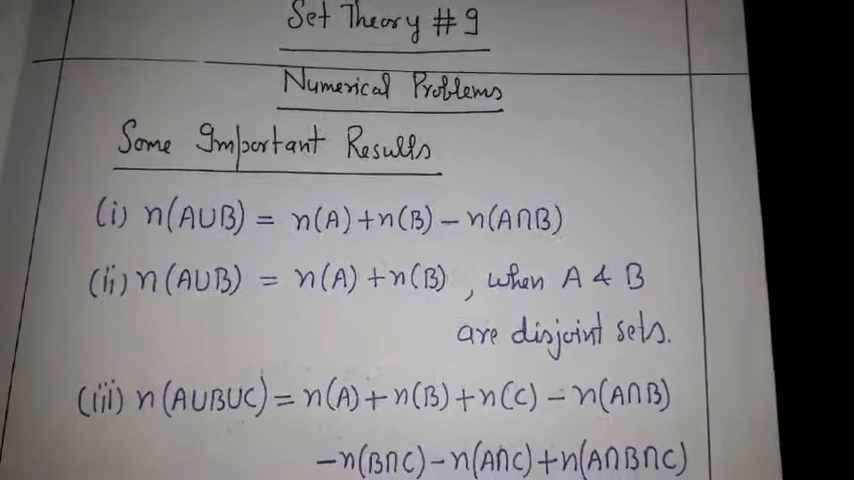 Set Theory # 9
Numerical Problems
Some Important Results
(i) n(A∪B) = n(A)+n(B)-n(A∩B)
(ii) n(A∪B) = n(A)+n(B), when A & B
are disjoint sets.
(iii) n(A∪B∪C) = n(A)+n(B)+n(C)-n(A∩B)
-n(B∩C)-n(A∩C)+n(A∩B∩C)